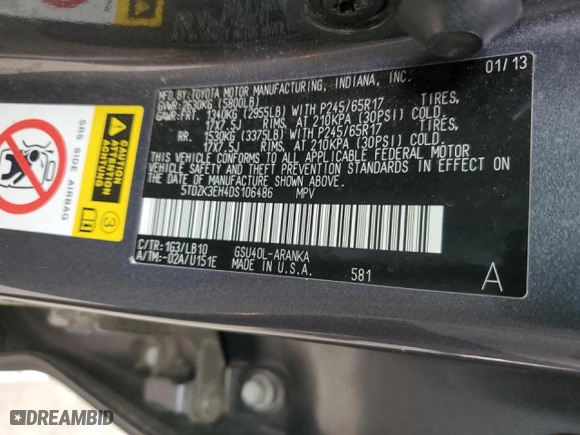 MFD. BY: TOYOTA MOTOR MANUFACTURING, INDIANA, INC. 01/13
GVWR: 2630KG (5800LB)
GAWR: FRT. 1340KG (2955LB) WITH P245/65R17 TIRES,
17X7.5J RIMS, AT 210KPA (30PSI) COLD.
RR. 1530KG (3375LB) WITH P245/65R17 TIRES,
17X7.5J RIMS, AT 210KPA (30PSI) COLD.
THIS VEHICLE CONFORMS TO ALL APPLICABLE FEDERAL MOTOR
VEHICLE SAFETY AND THEFT PREVENTION STANDARDS IN EFFECT ON
THE DATE OF MANUFACTURE SHOWN ABOVE.
5TDZK3EH4DS106486 MPV
C/TR: 1G3/LB10 GSU40L-ARANKA
A/TM: -02A/U151E MADE IN U.S.A. 581 A
SRS SIDE AIRBAG
CAUTION
ACHTUNG
3
DREAMBID